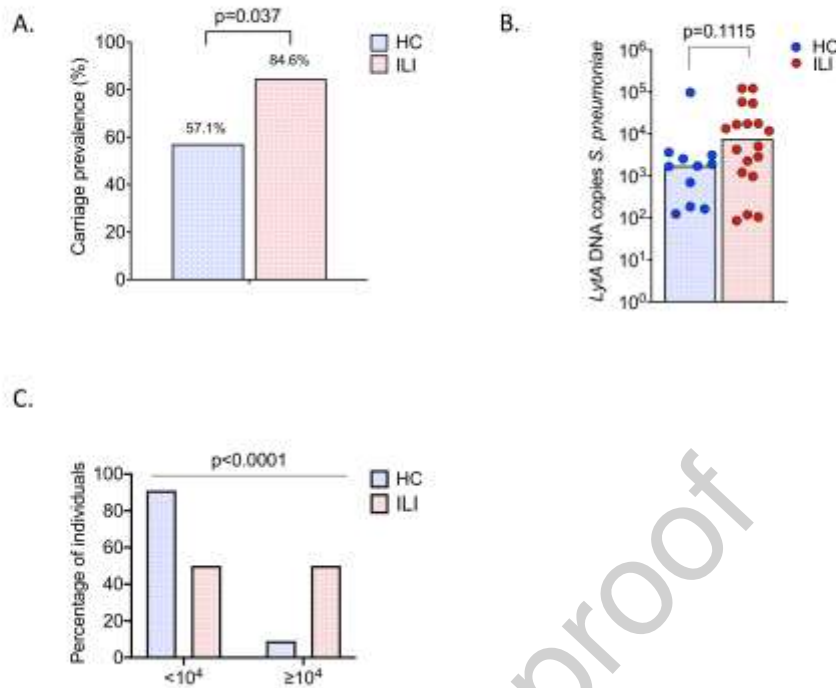 A.
p=0.037
HC
ILI
100
80
60
40
20
0
Carriage prevalence (%)
57.1%
84.6%
B.
p=0.1115
HC
ILI
10⁶
10⁵
10⁴
10³
10²
10¹
10⁰
LytA DNA copies S. pneumoniae
C.
p<0.0001
HC
ILI
100
80
60
40
20
0
Percentage of individuals
<10⁴
≥10⁴
proof